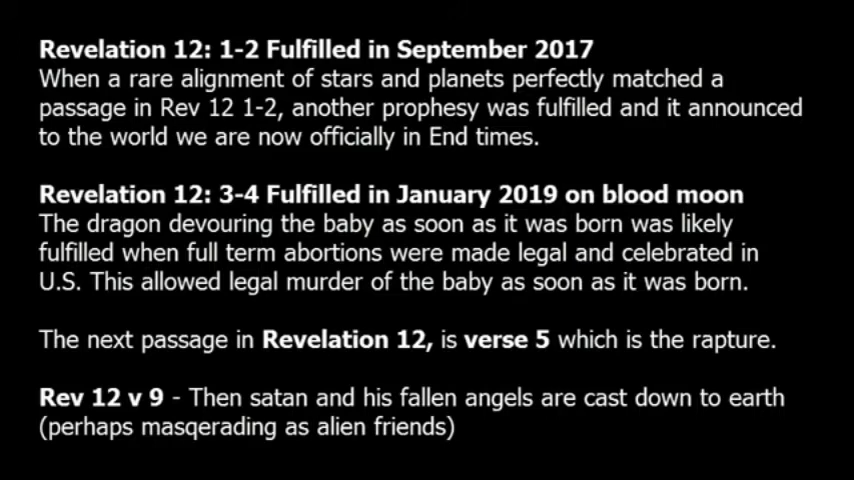 Revelation 12: 1-2 Fulfilled in September 2017
When a rare alignment of stars and planets perfectly matched a
passage in Rev 12 1-2, another prophesy was fulfilled and it announced
to the world we are now officially in End times.
Revelation 12: 3-4 Fulfilled in January 2019 on blood moon
The dragon devouring the baby as soon as it was born was likely
fulfilled when full term abortions were made legal and celebrated in
U.S. This allowed legal murder of the baby as soon as it was born.
The next passage in Revelation 12, is verse 5 which is the rapture.
Rev 12 v 9 - Then satan and his fallen angels are cast down to earth
(perhaps masqerading as alien friends)